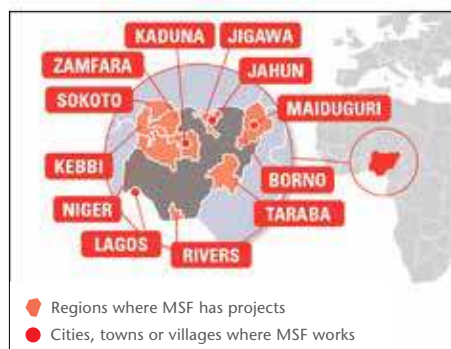 KADUNA JIGAWA
ZAMFARA JAHUN
SOKOTO MAIDUGURI
KEBBI BORNO
NIGER TARABA
LAGOS RIVERS
Regions where MSF has projects
Cities, towns or villages where MSF works